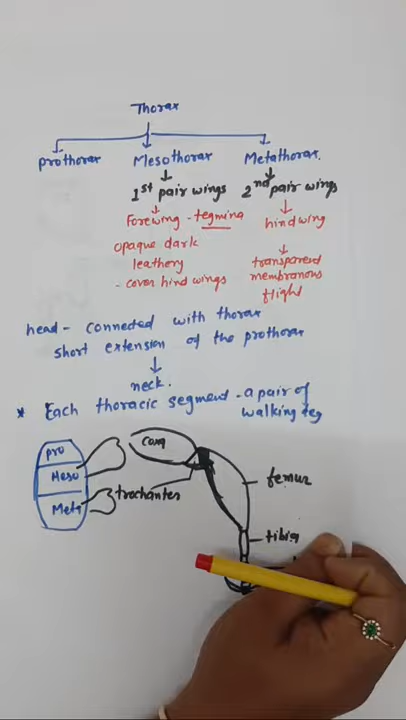 Thorax
prothorax Mesothorax Metathorax.
1st pair wings 2nd pair wings
Forewing - tegmina hindwing
opaque dark
leathery transparent
- cover hind wings membranous
flight
head - connected with thorax
short extension of the prothorax
neck.
* Each thoracic segment - a pair of
walking leg
pro
Meso
Meta
coxa
trochanter
femur
tibia